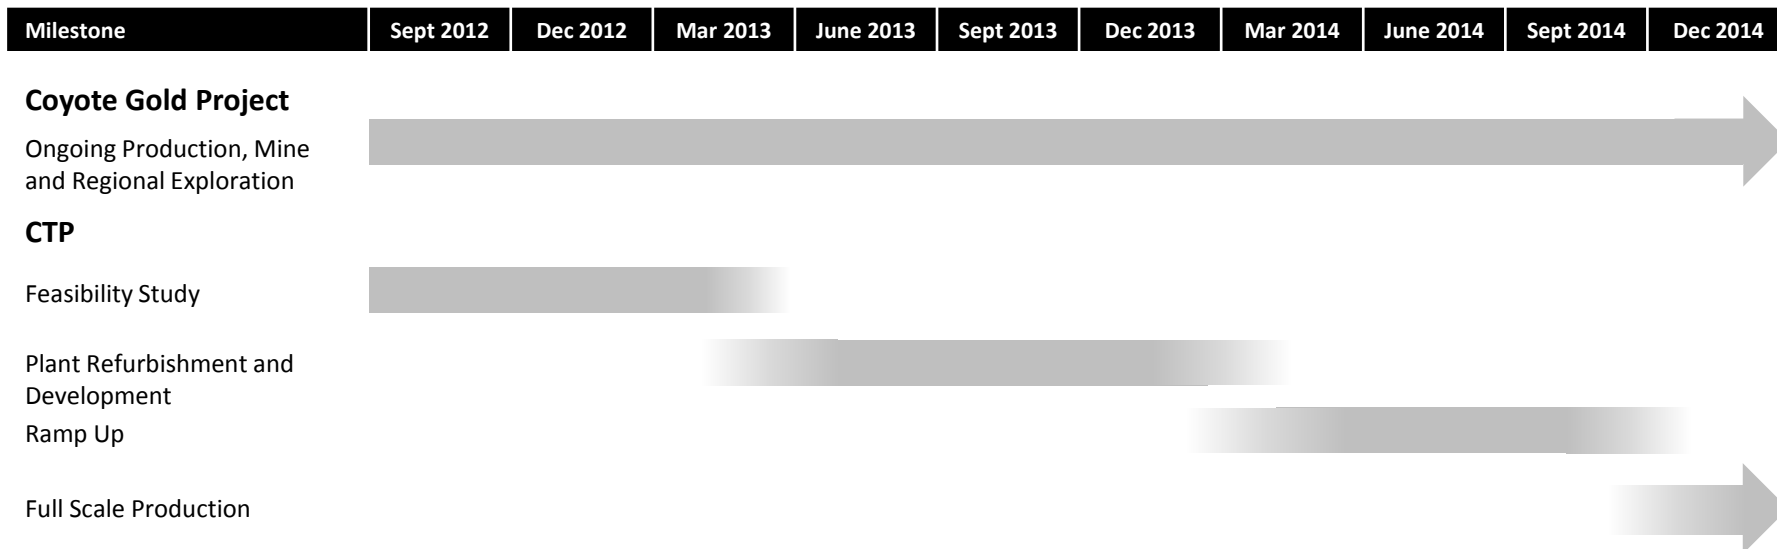 Milestone Sept 2012 Dec 2012 Mar 2013 June 2013 Sept 2013 Dec 2013 Mar 2014 June 2014 Sept 2014 Dec 2014
Coyote Gold Project
Ongoing Production, Mine
and Regional Exploration
CTP
Feasibility Study
Plant Refurbishment and
Development
Ramp Up
Full Scale Production